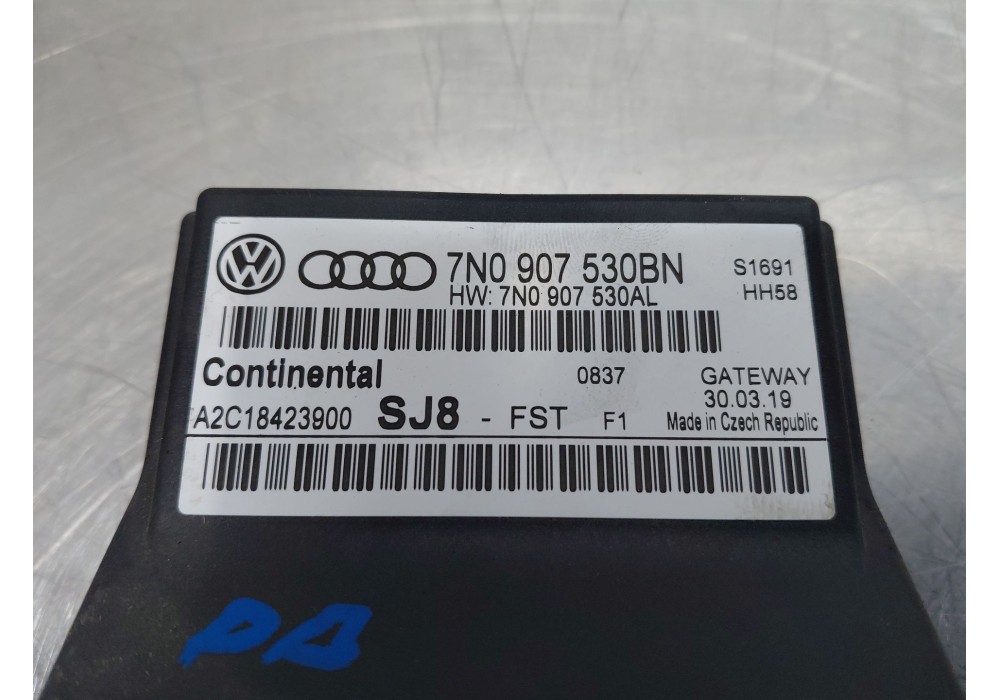 VW 7N0 907 530BN S1691
HW: 7N0 907 530AL HH58
Continental 0837 GATEWAY
30.03.19
A2C18423900 SJ8 - FST F1 Made in Czech Republic